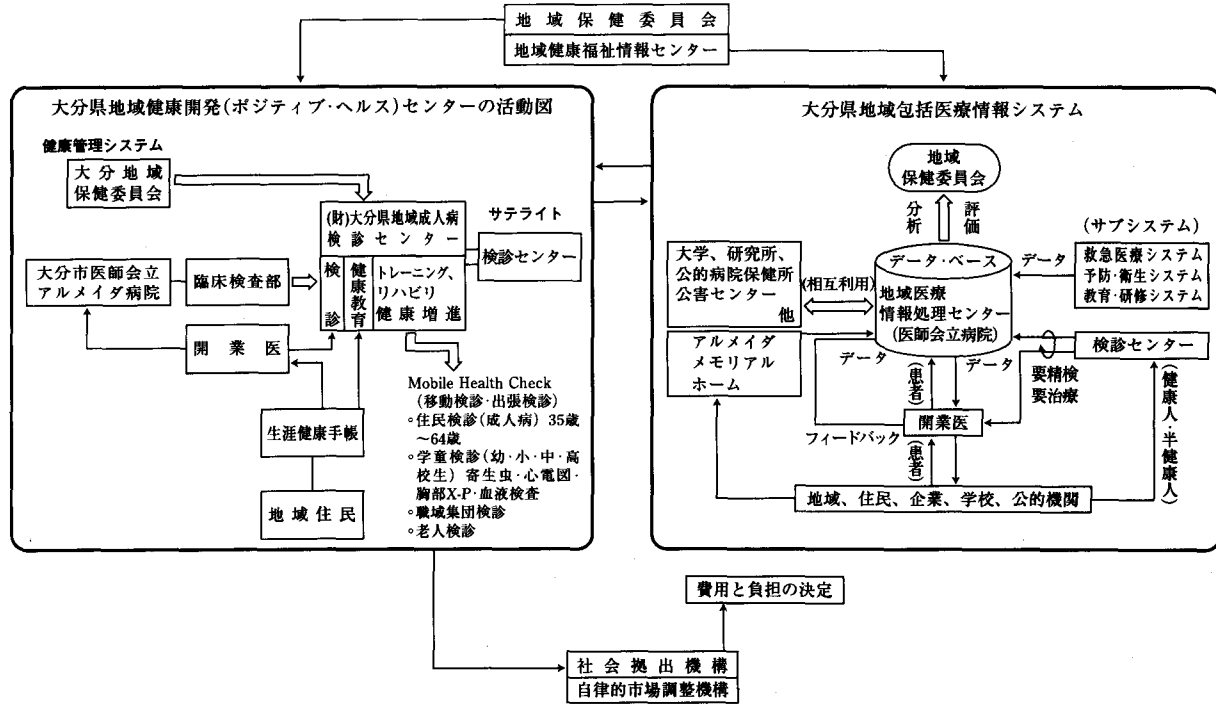 地域保健委員会
地域健康福祉情報センター
大分県地域健康開発(ポジティブ・ヘルス)センターの活動図
健康管理システム
大分地域
保健委員会
(財)大分県地域成人病
検診センター
サテライト
検診センター
検診
健康教育
トレーニング、
リハビリ
健康増進
大分市医師会立
アルメイダ病院
臨床検査部
開業医
生涯健康手帳
地域住民
Mobile Health Check
(移動検診・出張検診)
○住民検診(成人病) 35歳
～64歳
○学童検診(幼・小・中・高
校生) 寄生虫・心電図・
胸部X-P・血液検査
○職域集団検診
○老人検診
大分県地域包括医療情報システム
地域
保健委員会
分析
評価
(サブシステム)
救急医療システム
予防・衛生システム
教育・研修システム
データ
大学、研究所、
公的病院保健所
公害センター
他
(相互利用)
データ・ベース
地域医療
情報処理センター
(医師会立病院)
アルメイダ
メモリアル
ホーム
データ
データ
検診センター
要精検
要治療
(患者)
開業医
フィードバック
(患者)
(健康人・半健康人)
地域、住民、企業、学校、公的機関
費用と負担の決定
社会拠出機構
自律的市場調整機構